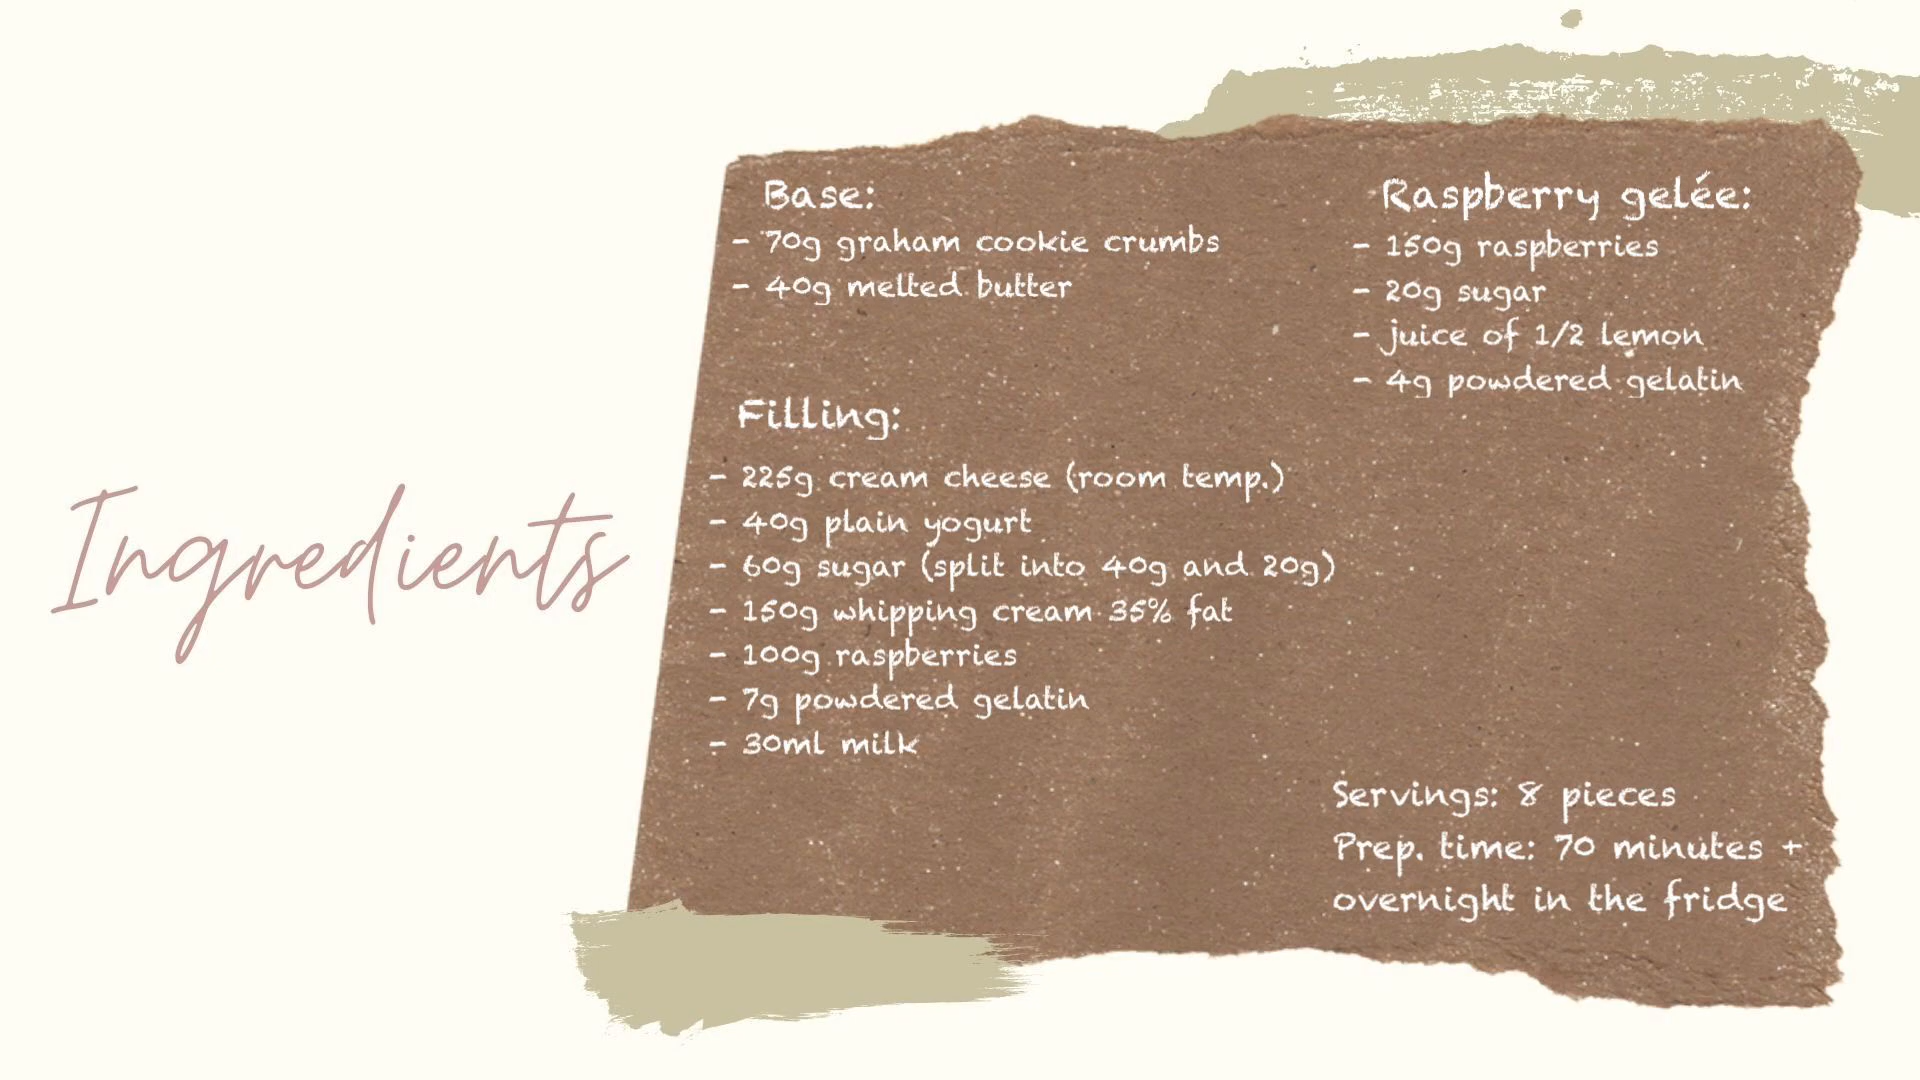 Ingredients
Base:
- 70g graham cookie crumbs
- 40g melted butter
Filling:
- 225g cream cheese (room temp.)
- 40g plain yogurt
- 60g sugar (split into 40g and 20g)
- 150g whipping cream 35% fat
- 100g raspberries
- 7g powdered gelatin
- 30ml milk
Raspberry gelée:
- 150g raspberries
- 20g sugar
- juice of 1/2 lemon
- 4g powdered gelatin
Servings: 8 pieces
Prep. time: 70 minutes +
overnight in the fridge